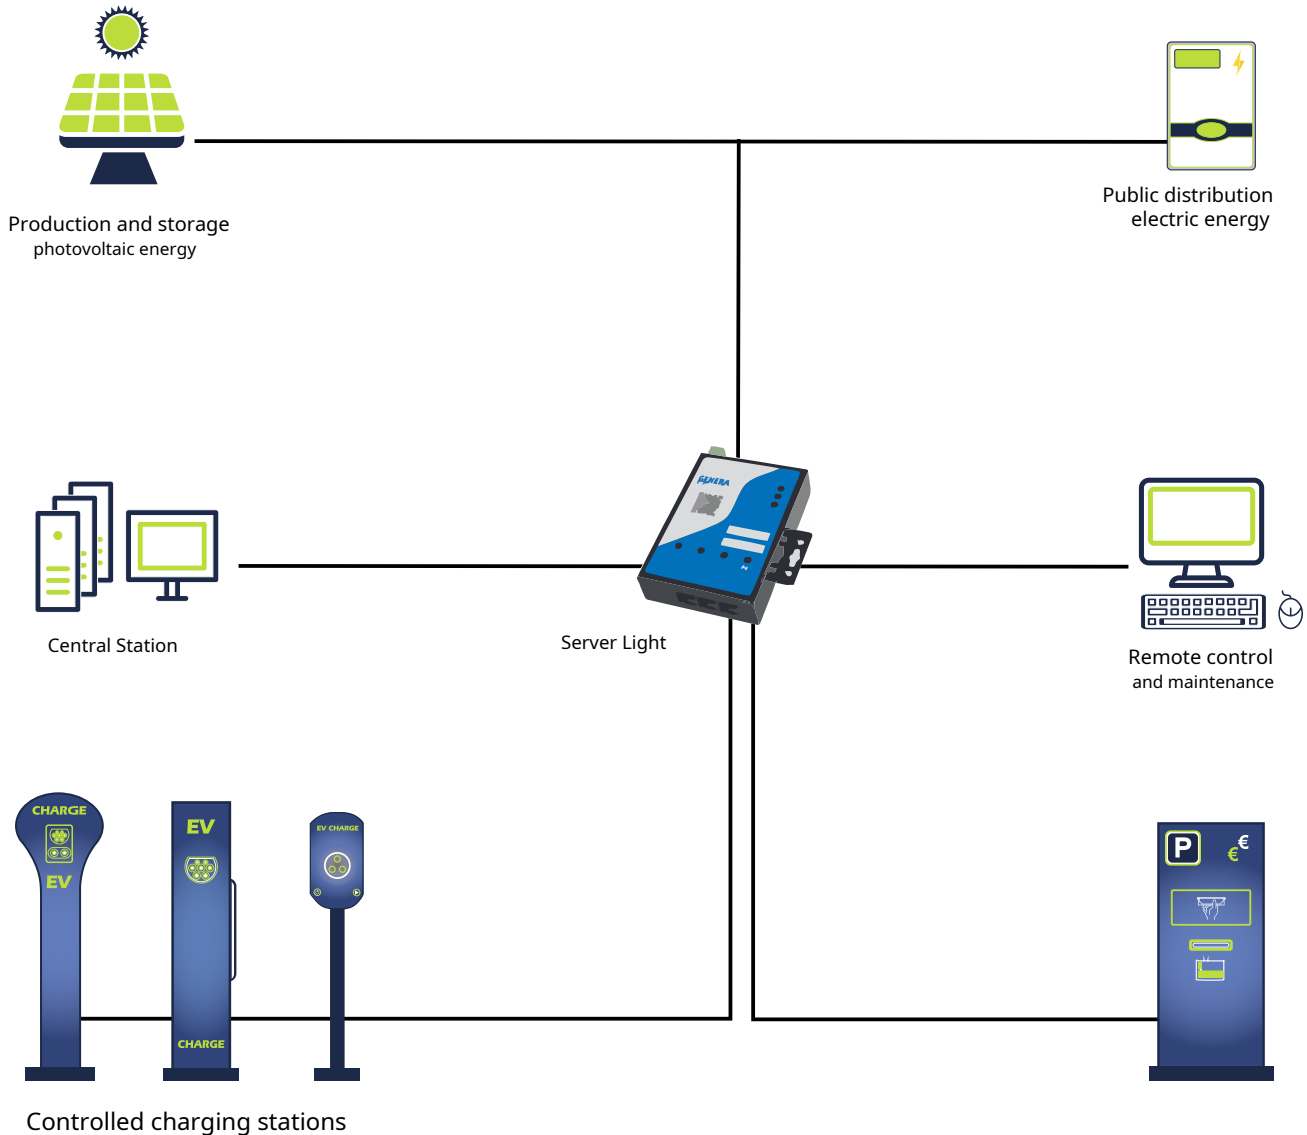 Production and storage
photovoltaic energy
Public distribution
electric energy
GENERA
Central Station
Server Light
Remote control
and maintenance
CHARGE
EV
EV
CHARGE
EV CHARGE
P
€ €
Controlled charging stations